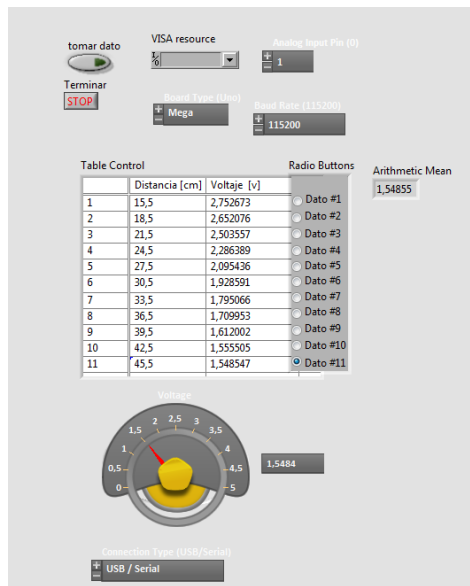 tomar dato
VISA resource
Analog Input Pin (0)
1
Terminar
STOP
Board Type (Uno)
Mega
Baud Rate (115200)
115200
Table Control
Radio Buttons
Arithmetic Mean
1,54855
Distancia [cm] Voltaje [v]
1 15,5 2,752673 Dato #1
2 18,5 2,652076 Dato #2
3 21,5 2,503557 Dato #3
4 24,5 2,286389 Dato #4
5 27,5 2,095436 Dato #5
6 30,5 1,928591 Dato #6
7 33,5 1,795066 Dato #7
8 36,5 1,709953 Dato #8
9 39,5 1,612002 Dato #9
10 42,5 1,555505 Dato #10
11 45,5 1,548547 Dato #11
Voltage
0 0,5 1 1,5 2 2,5 3 3,5 4 4,5 5
1,5484
Connection Type (USB/Serial)
USB / Serial